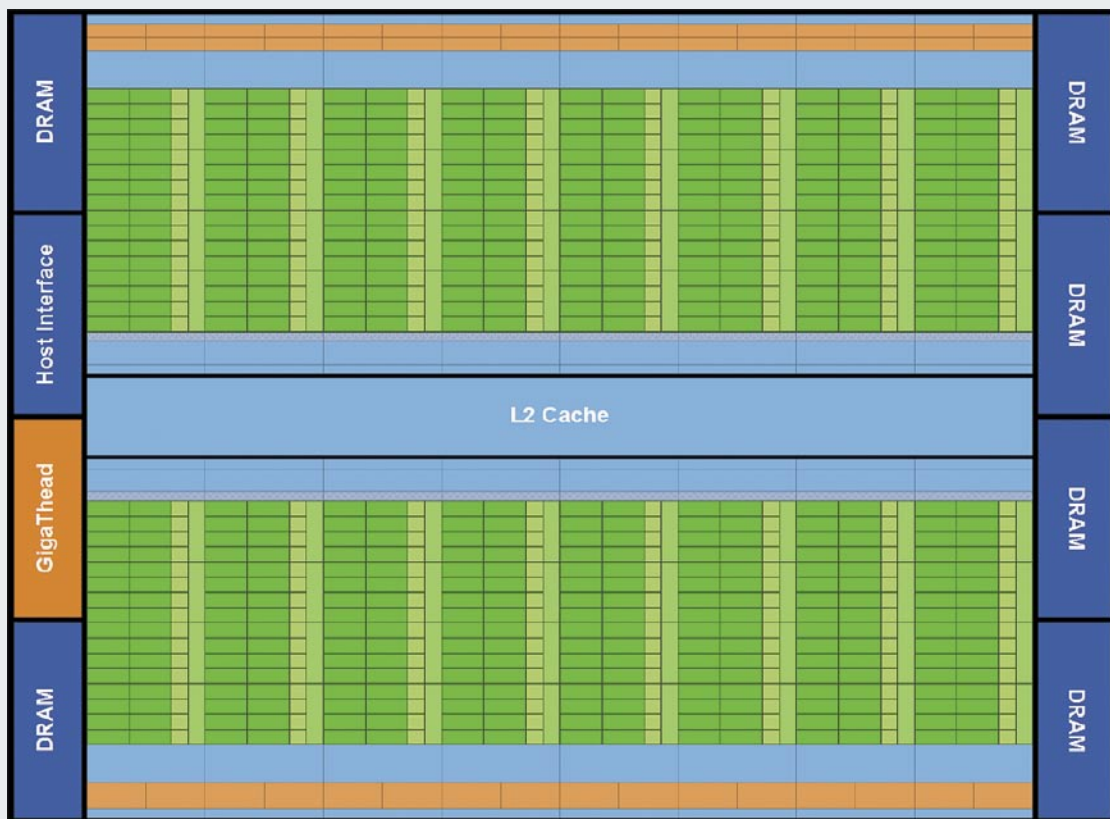 DRAM
Host Interface
GigaThead
DRAM
L2 Cache
DRAM
DRAM
DRAM
DRAM